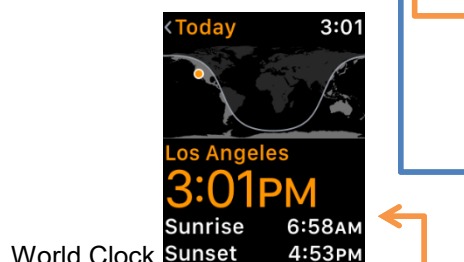 <Today 3:01
Los Angeles
3:01PM
Sunrise 6:58AM
World Clock Sunset 4:53PM